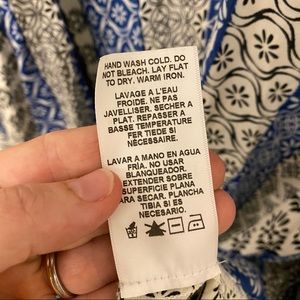 HAND WASH COLD. DO
NOT BLEACH. LAY FLAT
TO DRY. WARM IRON.
LAVAGE A L'EAU
FROIDE. NE PAS
JAVELLISER. SECHER A
PLAT. REPASSER A
BASSE TEMPERATURE
FER TIEDE SI
NÉCESSAIRE.
LAVAR A MANO EN AGUA
FRÍA. NO USAR
BLANQUEADOR.
EXTENDER SOBRE
SUPERFICIE PLANA
PARA SECAR. PLANCHA
TIBIA SI ES
NECESARIO.